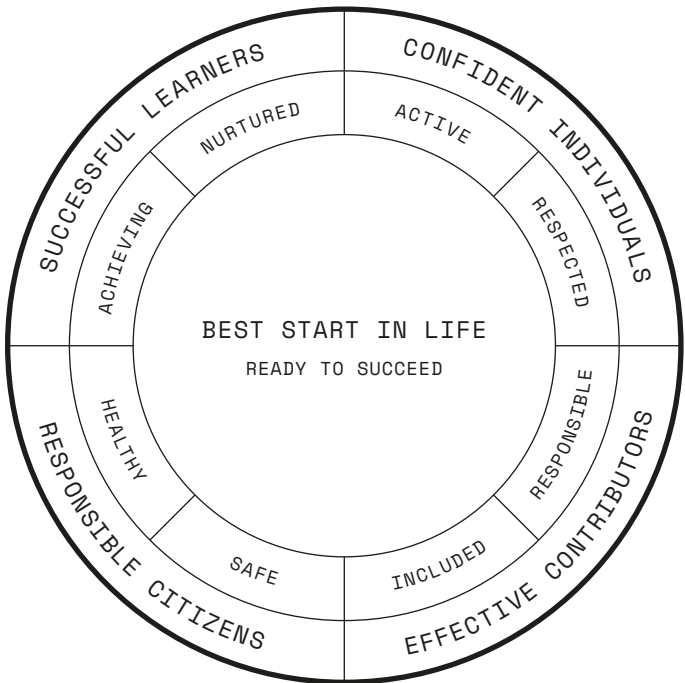 SUCCESSFUL LEARNERS
CONFIDENT INDIVIDUALS
NURTURED
ACTIVE
ACHIEVING
RESPECTED
BEST START IN LIFE
READY TO SUCCEED
HEALTHY
RESPONSIBLE
SAFE
INCLUDED
RESPONSIBLE CITIZENS
EFFECTIVE CONTRIBUTORS